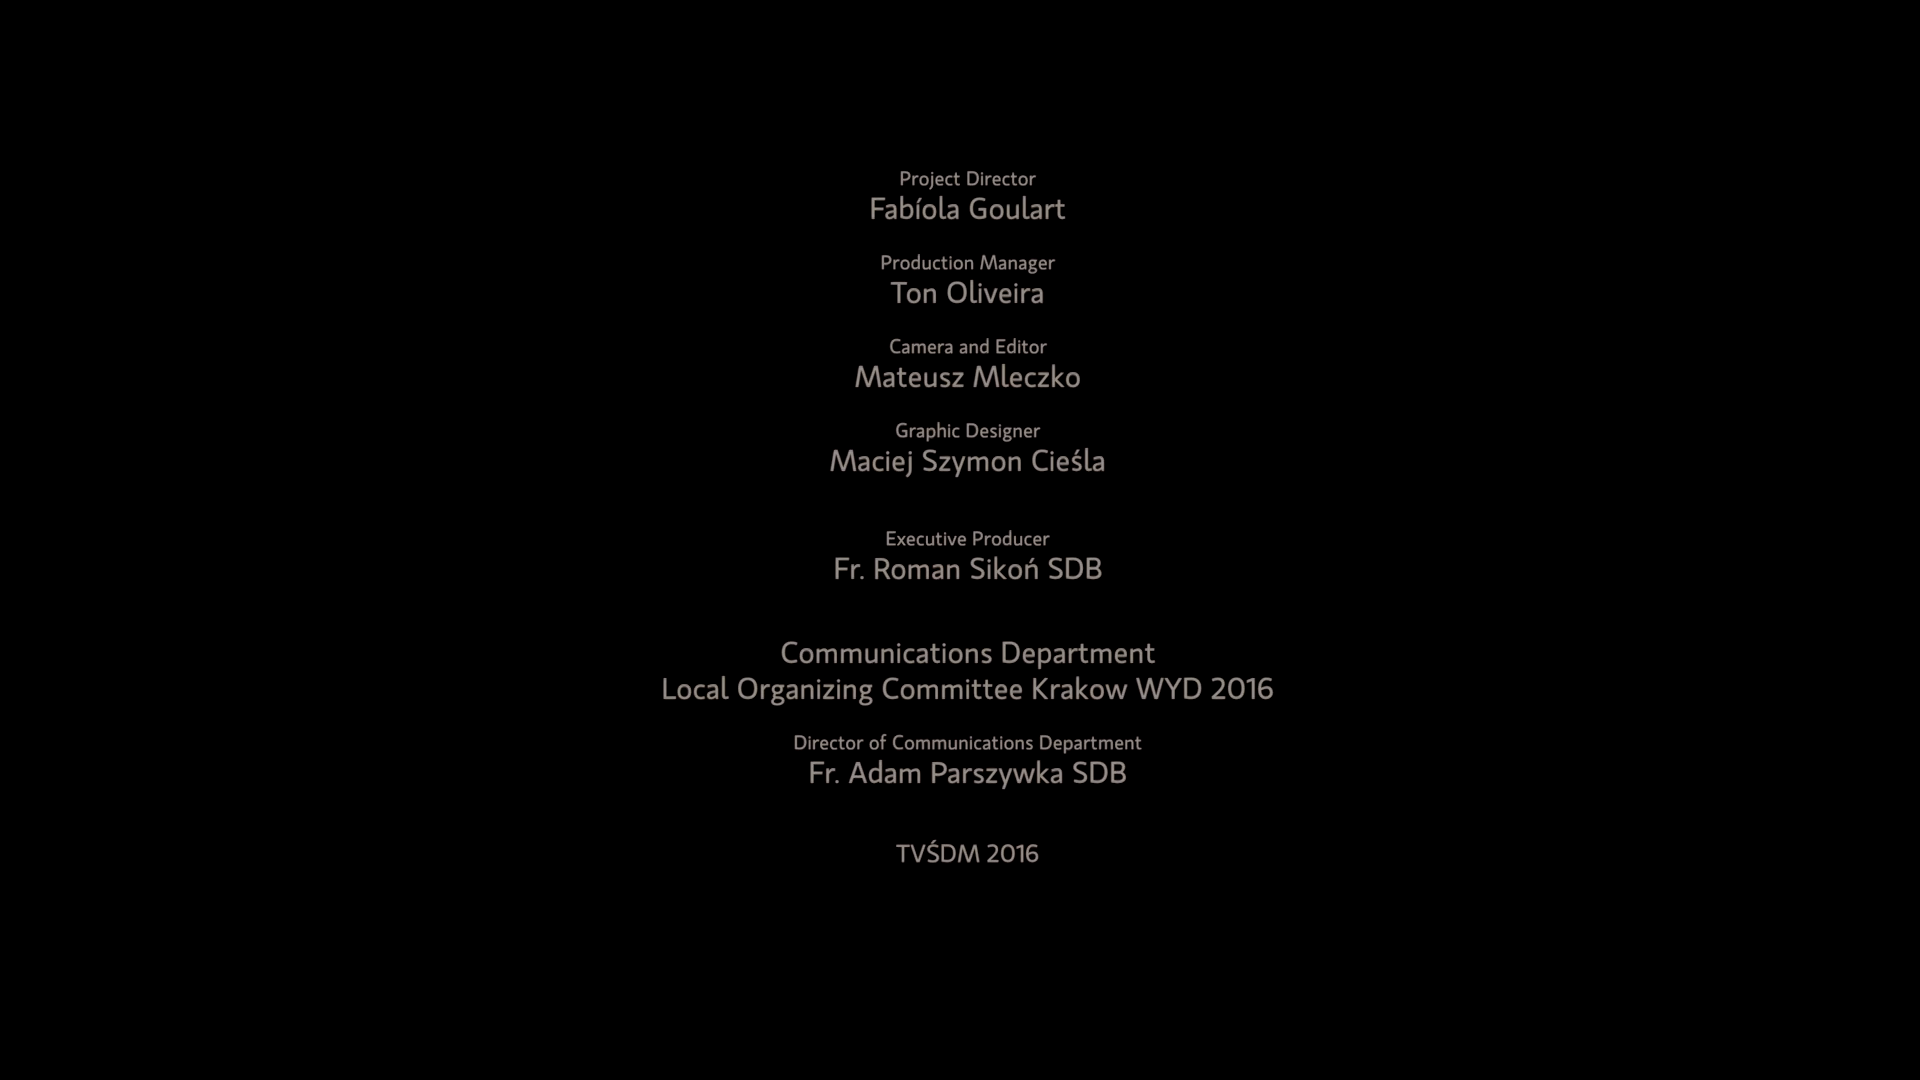 Project Director
Fabíola Goulart
Production Manager
Ton Oliveira
Camera and Editor
Mateusz Mleczko
Graphic Designer
Maciej Szymon Cieśla
Executive Producer
Fr. Roman Sikoń SDB
Communications Department
Local Organizing Committee Krakow WYD 2016
Director of Communications Department
Fr. Adam Parszywka SDB
TVŚDM 2016